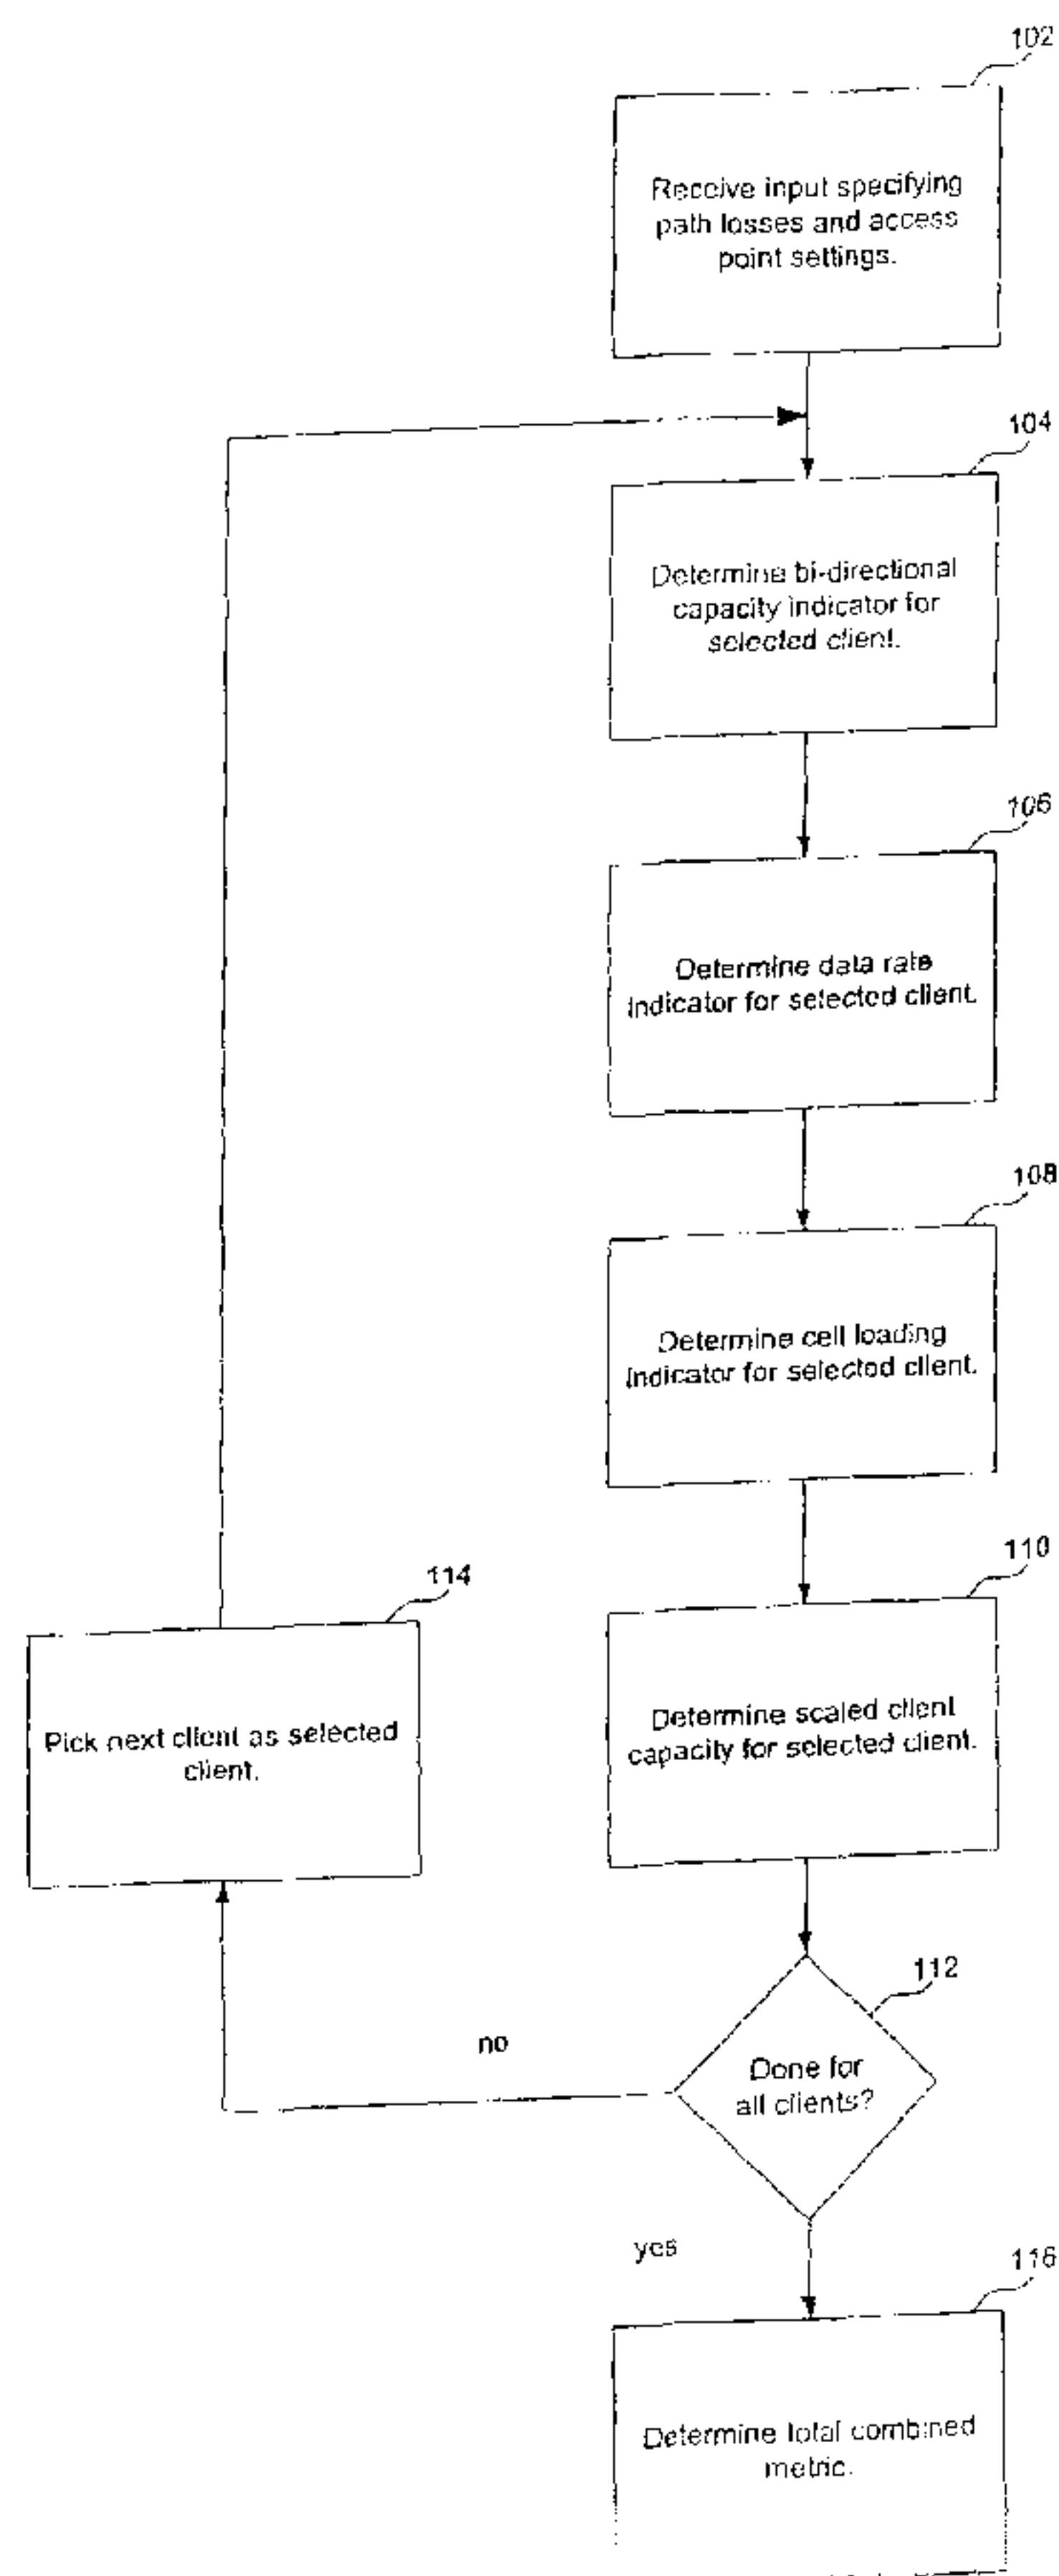 102
Receive input specifying
path losses and access
point settings.
104
Determine bi-directional
capacity indicator for
selected client.
106
Determine data rate
indicator for selected client.
108
Determine cell loading
indicator for selected client.
110
Determine scaled client
capacity for selected client.
114
Pick next client as selected
client.
112
Done for
all clients?
no
yes
116
Determine total combined
metric.